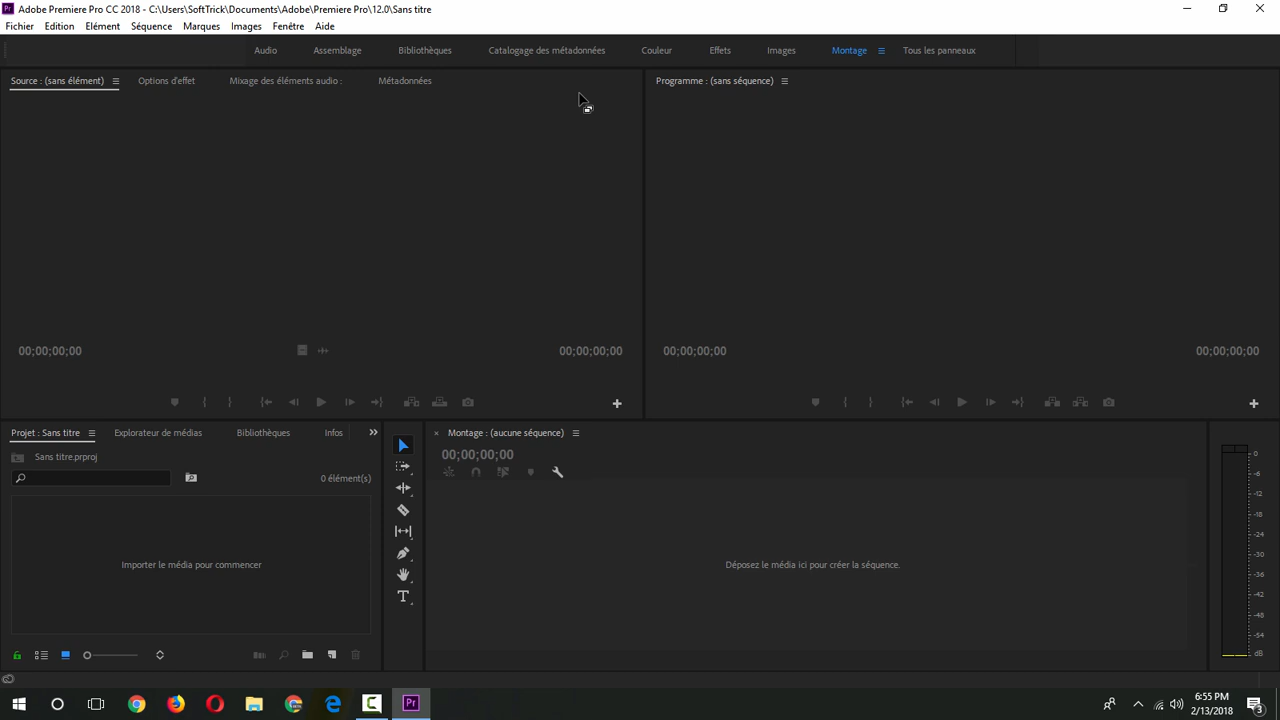 Adobe Premiere Pro CC 2018 - C:\Users\SoftTrick\Documents\Adobe\Premiere Pro\12.0\Sans titre
Fichier Edition Elément Séquence Marques Images Fenêtre Aide
Audio Assemblage Bibliothèques Catalogage des métadonnées Couleur Effets Images Montage Tous les panneaux
Source : (sans élément) Options d'effet Mixage des éléments audio : Métadonnées
Programme : (sans séquence)
00;00;00;00 00;00;00;00
00;00;00;00 00;00;00;00
Projet : Sans titre Explorateur de médias Bibliothèques Infos
Sans titre.prproj
0 élément(s)
Importer le média pour commencer
Montage : (aucune séquence)
00;00;00;00
Déposez le média ici pour créer la séquence.
0
-6
-12
-18
-24
-30
-36
-42
-48
-54
dB
6:55 PM
2/13/2018
3